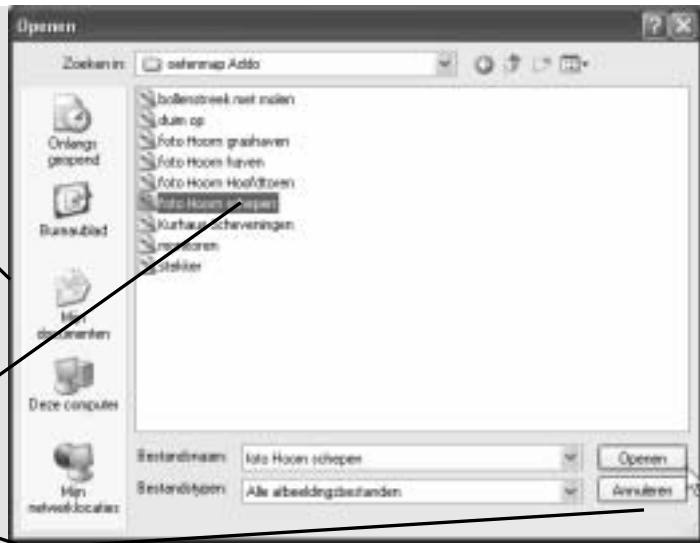 Openen
Zoeken in: oefenmap Addo
Onlangs
geopend
Bureaublad
Mijn
documenten
Deze computer
Mijn
netwerklocaties
bollenstreek met molen
duim op
foto Hoorn grashaven
foto Hoorn haven
foto Hoorn Hoofdtoren
foto Hoorn schepen
Kurhaus Scheveningen
stekker
Bestandsnaam: foto Hoorn schepen
Openen
Bestandstypen: Alle afbeeldingsbestanden
Annuleren